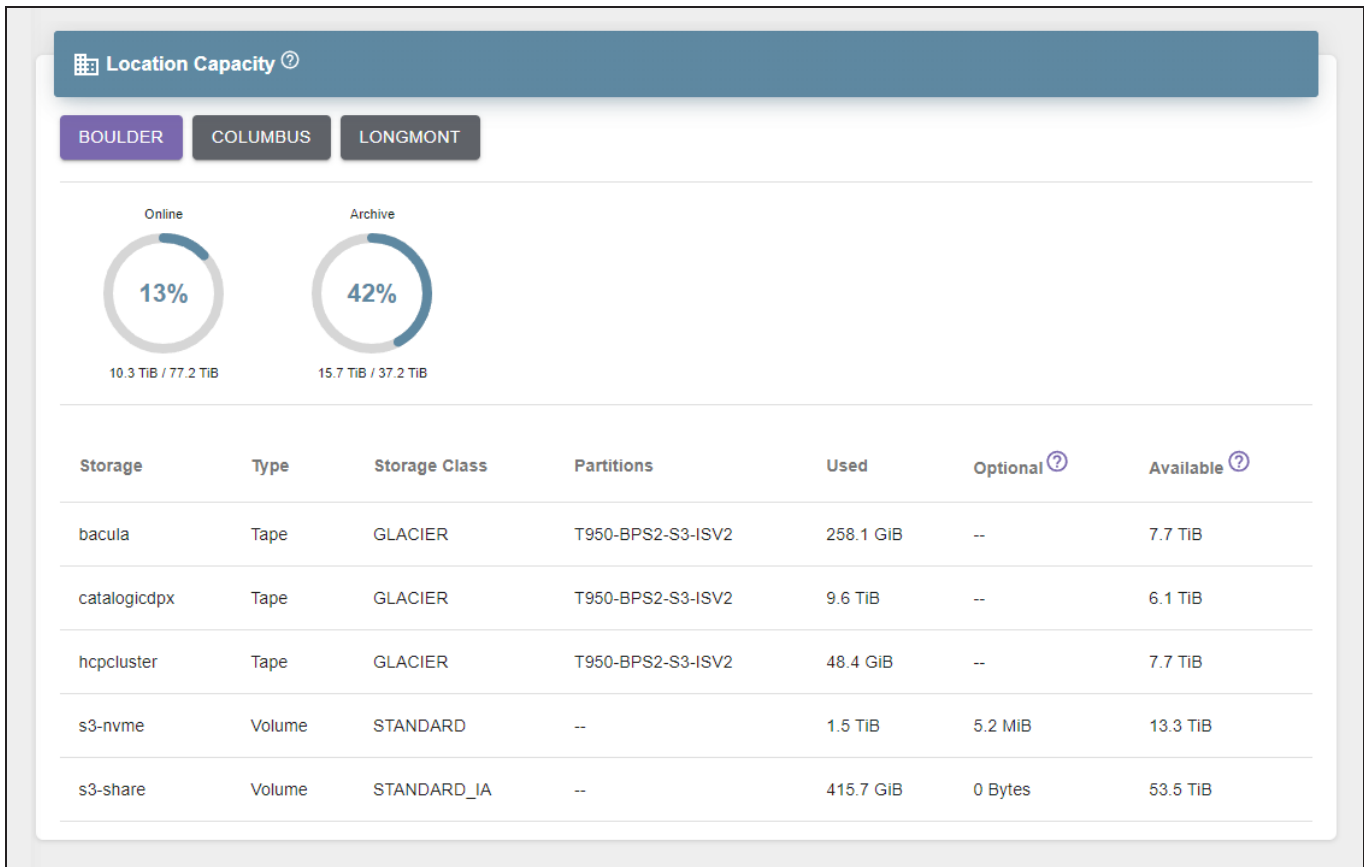 Location Capacity ?
BOULDER COLUMBUS LONGMONT
Online Archive
13% 42%
10.3 TiB / 77.2 TiB 15.7 TiB / 37.2 TiB
Storage Type Storage Class Partitions Used Optional ? Available ?
bacula Tape GLACIER T950-BPS2-S3-ISV2 258.1 GiB -- 7.7 TiB
catalogicdpx Tape GLACIER T950-BPS2-S3-ISV2 9.6 TiB -- 6.1 TiB
hcpcluster Tape GLACIER T950-BPS2-S3-ISV2 48.4 GiB -- 7.7 TiB
s3-nvme Volume STANDARD -- 1.5 TiB 5.2 MiB 13.3 TiB
s3-share Volume STANDARD_IA -- 415.7 GiB 0 Bytes 53.5 TiB